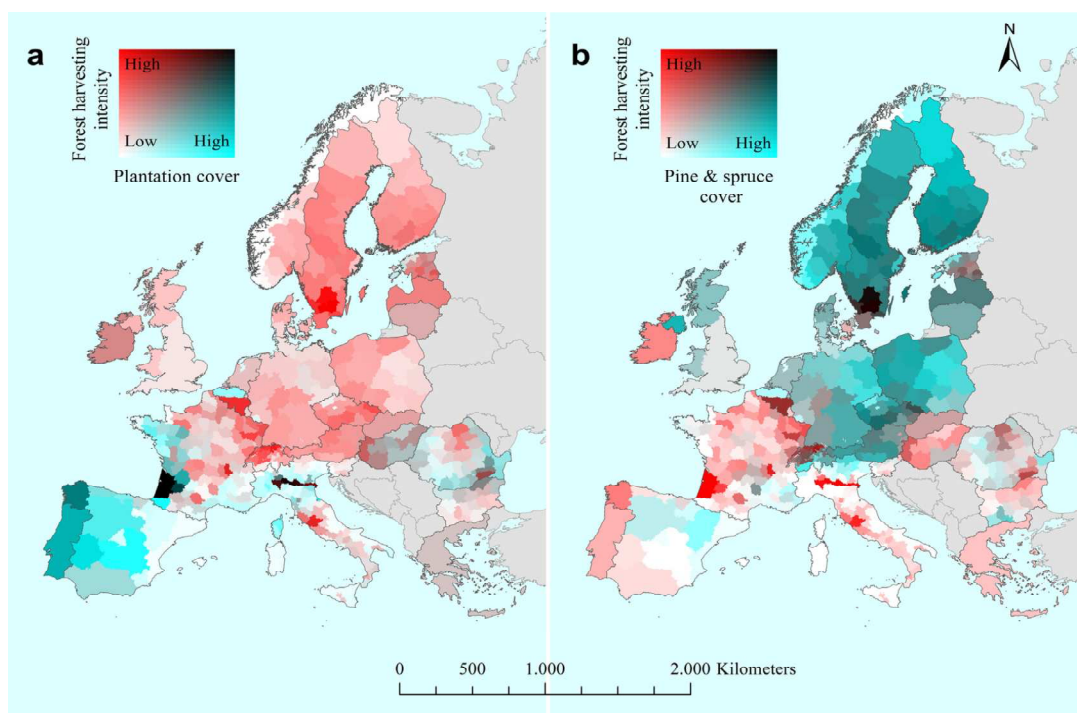 a
Forest harvesting
intensity
High
Low
High
Plantation cover
b
Forest harvesting
intensity
High
Low
High
Pine & spruce
cover
N
0
500
1.000
2.000 Kilometers